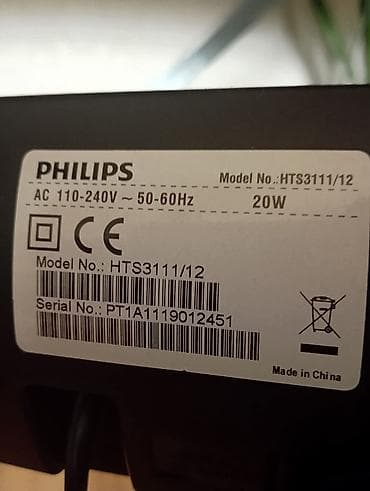 PHILIPS Model No.:HTS3111/12
AC 110-240V ~ 50-60Hz 20W
CE
Model No.: HTS3111/12
Serial No.: PT1A1119012451
Made in China